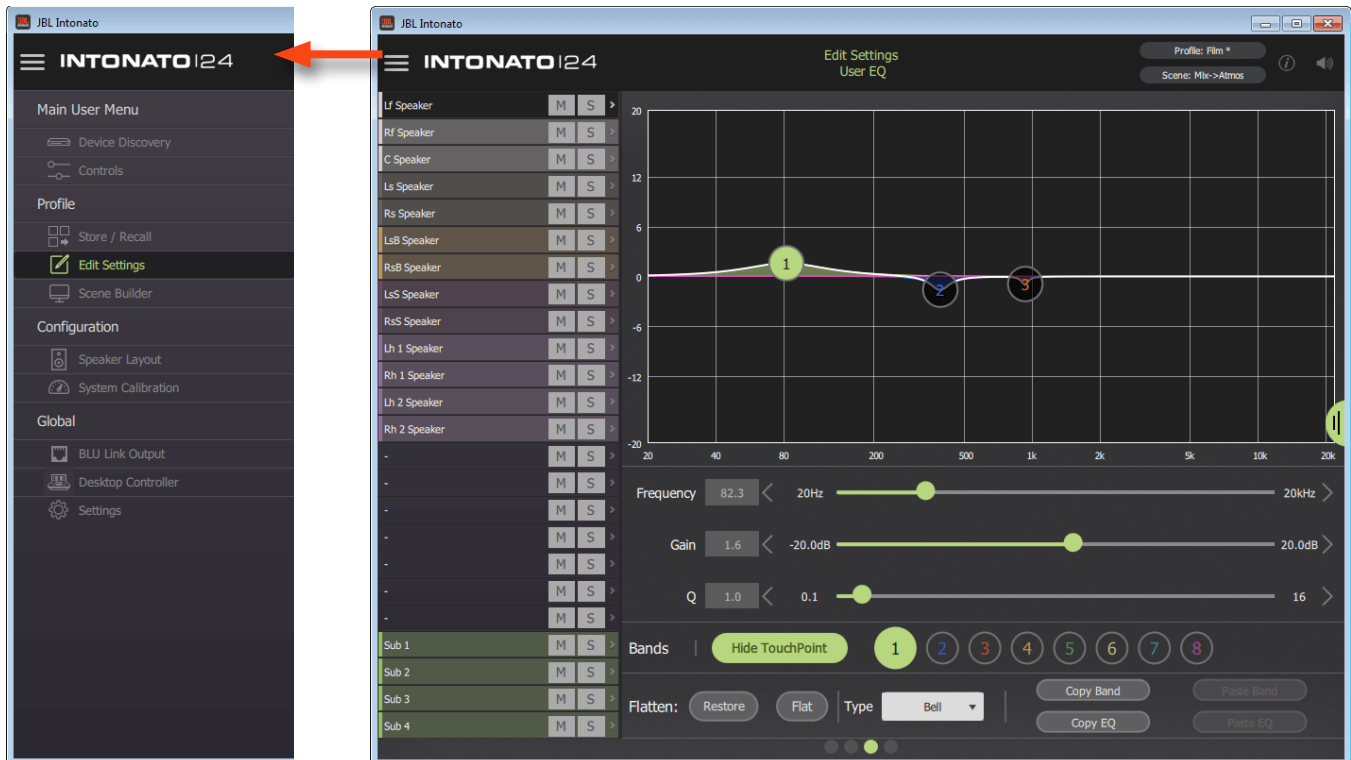 JBL Intonato
INTONATO|24
Main User Menu
Device Discovery
Controls
Profile
Store / Recall
Edit Settings
Scene Builder
Configuration
Speaker Layout
System Calibration
Global
BLU Link Output
Desktop Controller
Settings
JBL Intonato
INTONATO|24
Edit Settings
User EQ
Profile: Film *
Scene: Mix->Atmos
Lf Speaker M S
Rf Speaker M S
C Speaker M S
Ls Speaker M S
Rs Speaker M S
LsB Speaker M S
RsB Speaker M S
LsS Speaker M S
RsS Speaker M S
Lh 1 Speaker M S
Rh 1 Speaker M S
Lh 2 Speaker M S
Rh 2 Speaker M S
- M S
- M S
- M S
- M S
- M S
- M S
- M S
Sub 1 M S
Sub 2 M S
Sub 3 M S
Sub 4 M S
20
12
6
0
-6
-12
-20
1 2 3
20 40 80 200 500 1k 2k 5k 10k 20k
Frequency 82.3 20Hz 20kHz
Gain 1.6 -20.0dB 20.0dB
Q 1.0 0.1 16
Bands | Hide TouchPoint 1 2 3 4 5 6 7 8
Flatten: Restore Flat Type Bell
Copy Band Paste Band
Copy EQ Paste EQ